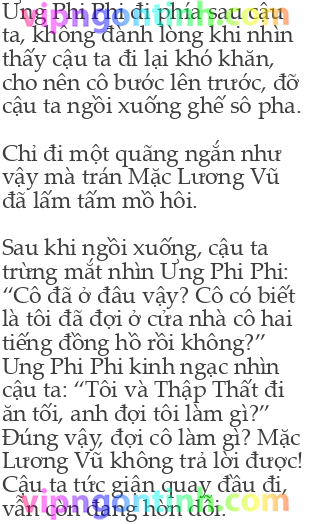 Ưng Phi Phi đi phía sau cậu
vipngontinh.com
ta, không đành lòng khi nhìn
thấy cậu ta đi lại khó khăn,
cho nên cô bước lên trước, đỡ
cậu ta ngồi xuống ghế sô pha.
Chỉ đi một quãng ngắn như
vậy mà trán Mặc Lương Vũ
đã lấm tấm mồ hôi.
Sau khi ngồi xuống, cậu ta
trừng mắt nhìn Ưng Phi Phi:
“Cô đã ở đâu vậy? Cô có biết
là tôi đã đợi ở cửa nhà cô hai
tiếng đồng hồ rồi không?”
Ưng Phi Phi kinh ngạc nhìn
cậu ta: “Tôi và Thập Thất đi
ăn tối, anh đợi tôi làm gì?”
Đúng vậy, đợi cô làm gì? Mặc
Lương Vũ không trả lời được!
Cậu ta tức giận quay đầu đi,
vẫn còn đang hờn dỗi.
vipngontinh.com